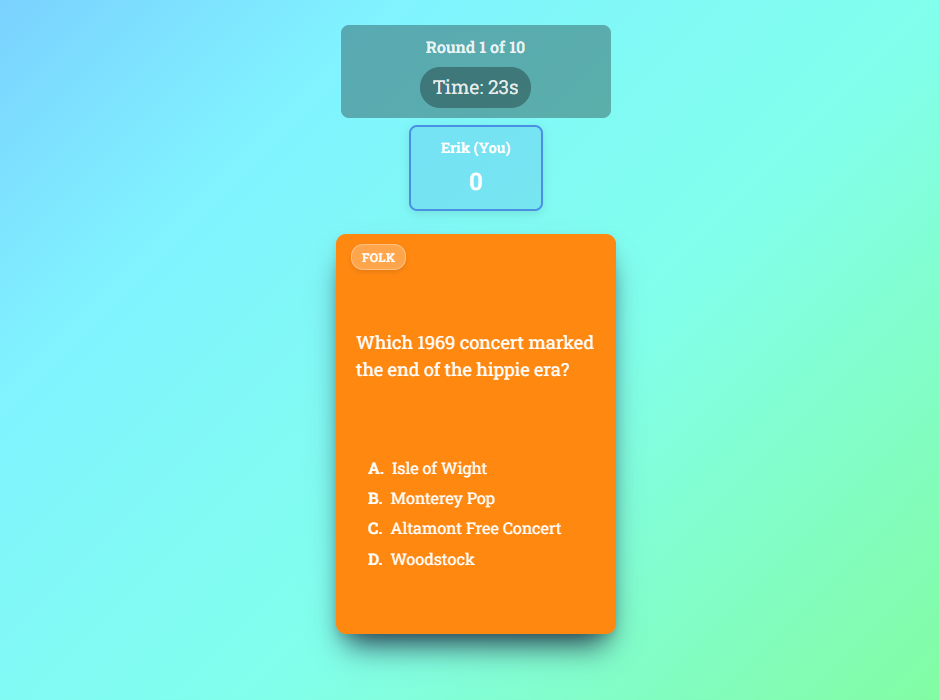 Round 1 of 10
Time: 23s
Erik (You)
0
FOLK
Which 1969 concert marked
the end of the hippie era?
A. Isle of Wight
B. Monterey Pop
C. Altamont Free Concert
D. Woodstock